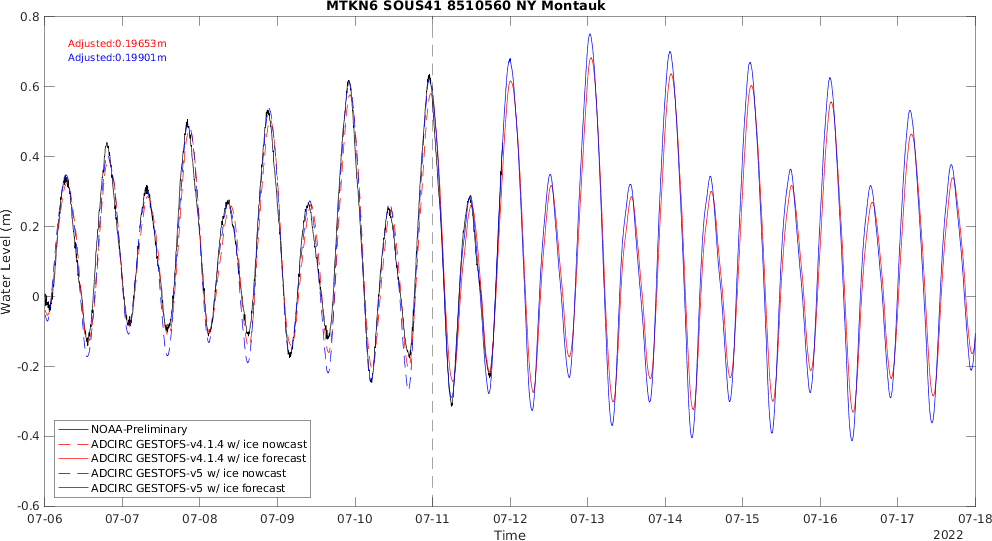 MTKN6 SOUS41 8510560 NY Montauk
Adjusted:0.19653m
Adjusted:0.19901m
Water Level (m)
0.8
0.6
0.4
0.2
0
-0.2
-0.4
-0.6
NOAA-Preliminary
ADCIRC GESTOFS-v4.1.4 w/ ice nowcast
ADCIRC GESTOFS-v4.1.4 w/ ice forecast
ADCIRC GESTOFS-v5 w/ ice nowcast
ADCIRC GESTOFS-v5 w/ ice forecast
07-06 07-07 07-08 07-09 07-10 07-11 07-12 07-13 07-14 07-15 07-16 07-17 07-18
Time
2022